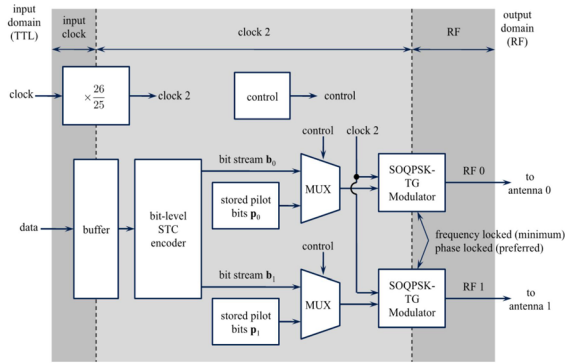 input
domain
(TTL)
input
clock
clock 2
RF
output
domain
(RF)
clock
× 26/25
clock 2
control
control
control
clock 2
bit stream b₀
MUX
SOQPSK-
TG
Modulator
RF 0
to
antenna 0
stored pilot
bits p₀
data
buffer
bit-level
STC
encoder
frequency locked (minimum)
phase locked (preferred)
control
bit stream b₁
MUX
SOQPSK-
TG
Modulator
RF 1
to
antenna 1
stored pilot
bits p₁